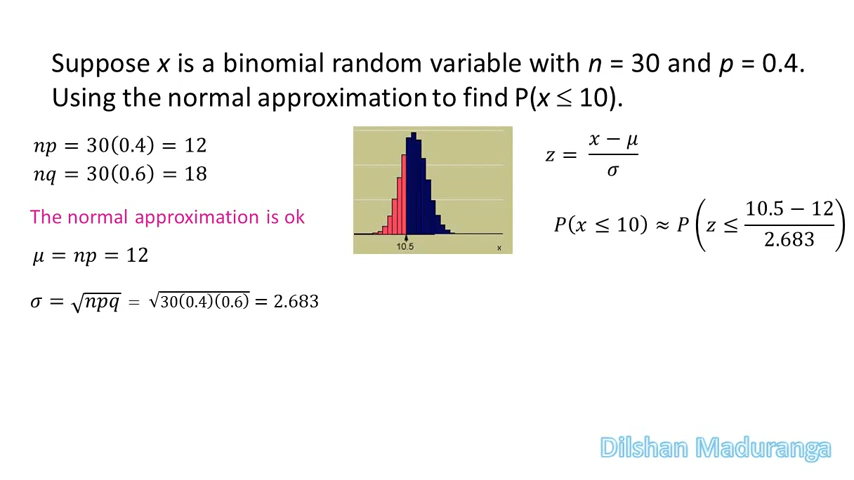 Suppose x is a binomial random variable with n = 30 and p = 0.4.
Using the normal approximation to find P(x ≤ 10).
np = 30(0.4) = 12
nq = 30(0.6) = 18
The normal approximation is ok
μ = np = 12
σ = √npq = √30(0.4)(0.6) = 2.683
10.5
x
z = (x − μ)/σ
P(x ≤ 10) ≈ P(z ≤ (10.5 − 12)/2.683)
Dilshan Maduranga